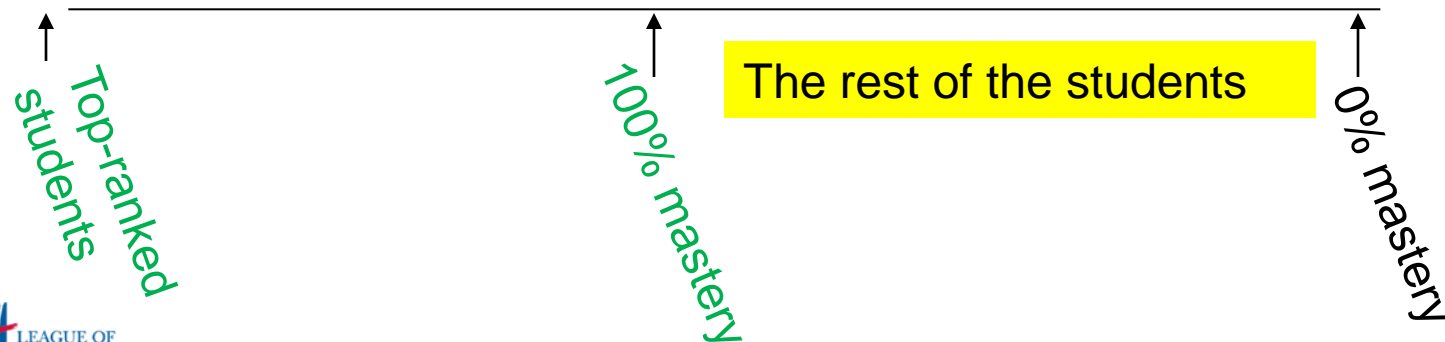 Top-ranked
students
100% mastery
The rest of the students
0% mastery
LEAGUE OF